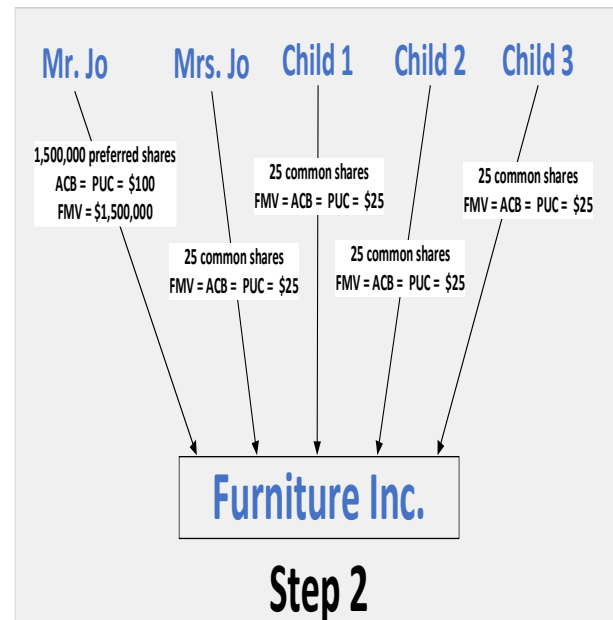 Mr. Jo
Mrs. Jo
Child 1
Child 2
Child 3
1,500,000 preferred shares
ACB = PUC = $100
FMV = $1,500,000
25 common shares
FMV = ACB = PUC = $25
25 common shares
FMV = ACB = PUC = $25
25 common shares
FMV = ACB = PUC = $25
25 common shares
FMV = ACB = PUC = $25
Furniture Inc.
Step 2